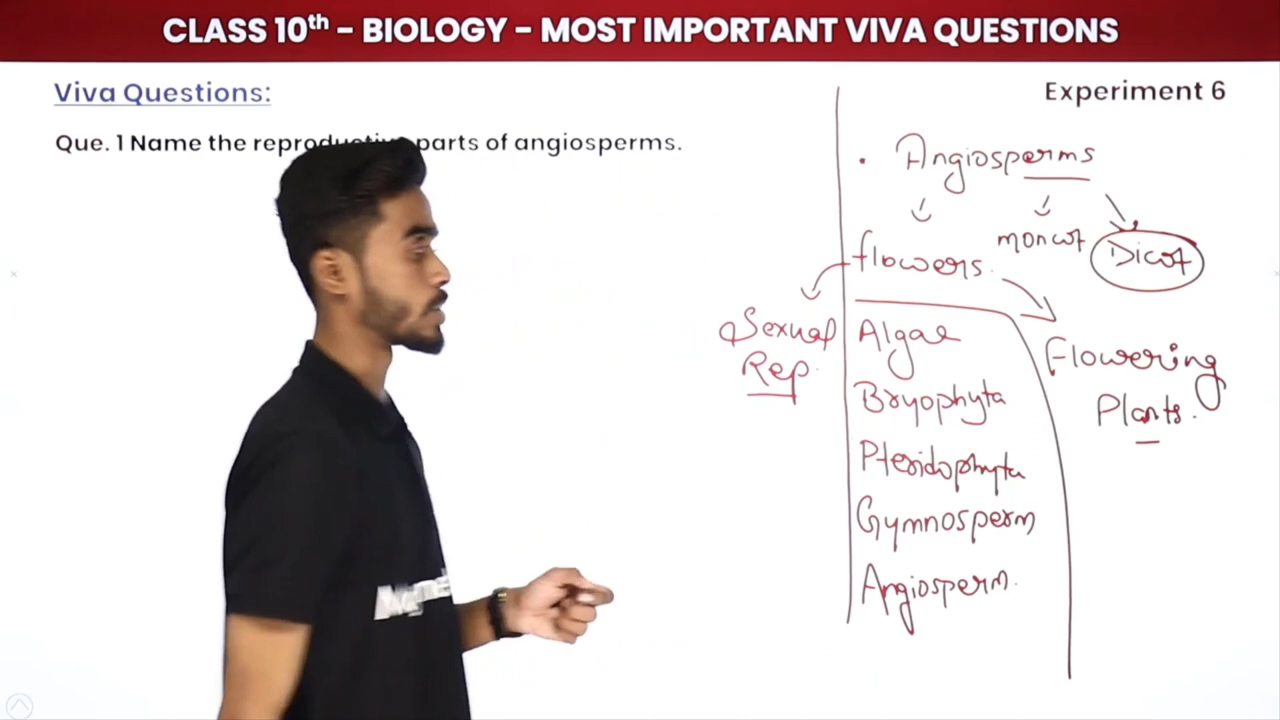 CLASS 10th – BIOLOGY – MOST IMPORTANT VIVA QUESTIONS
Viva Questions:
Experiment 6
Que. 1 Name the reproductive parts of angiosperms.
• Angiosperms
flowers
moncot
Dicot
Sexual
Rep.
Algae
Bryophyta
Pteridophyta
Gymnosperm
Angiosperm.
Flowering
Plants.